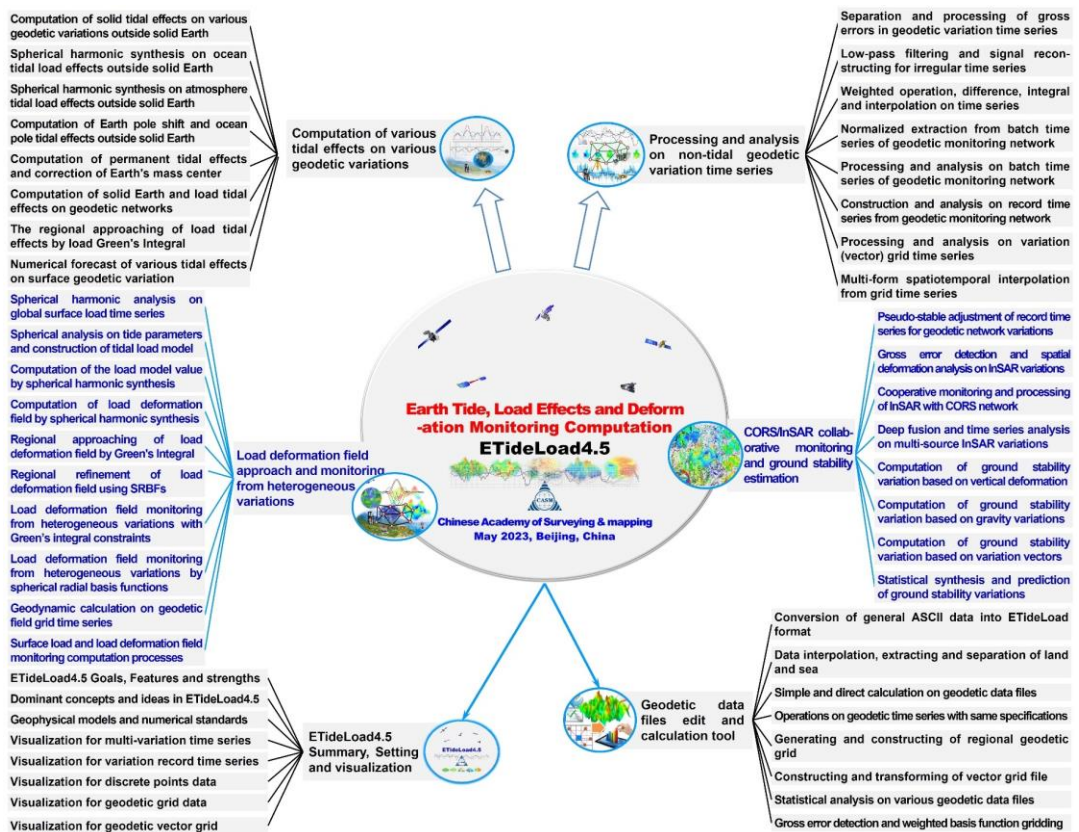 Computation of solid tidal effects on various
geodetic variations outside solid Earth
Spherical harmonic synthesis on ocean
tidal load effects outside solid Earth
Spherical harmonic synthesis on atmosphere
tidal load effects outside solid Earth
Computation of Earth pole shift and ocean
pole tidal effects outside solid Earth
Computation of permanent tidal effects
and correction of Earth's mass center
Computation of solid Earth and load tidal
effects on geodetic networks
The regional approaching of load tidal
effects by load Green's Integral
Numerical forecast of various tidal effects
on surface geodetic variation
Computation of various
tidal effects on various
geodetic variations
Processing and analysis
on non-tidal geodetic
variation time series
Separation and processing of gross
errors in geodetic variation time series
Low-pass filtering and signal recon-
structing for irregular time series
Weighted operation, difference, integral
and interpolation on time series
Normalized extraction from batch time
series of geodetic monitoring network
Processing and analysis on batch time
series of geodetic monitoring network
Construction and analysis on record time
series from geodetic monitoring network
Processing and analysis on variation
(vector) grid time series
Multi-form spatiotemporal interpolation
from grid time series
Spherical harmonic analysis on
global surface load time series
Spherical analysis on tide parameters
and construction of tidal load model
Computation of the load model value
by spherical harmonic synthesis
Computation of load deformation
field by spherical harmonic synthesis
Regional approaching of load
deformation field by Green's Integral
Regional refinement of load
deformation field using SRBFs
Load deformation field monitoring
from heterogeneous variations with
Green's integral constraints
Load deformation field monitoring
from heterogeneous variations by
spherical radial basis functions
Geodynamic calculation on geodetic
field grid time series
Surface load and load deformation field
monitoring computation processes
Load deformation field
approach and monitoring
from heterogeneous
variations
Earth Tide, Load Effects and Deform
-ation Monitoring Computation
ETideLoad4.5
CASM
Chinese Academy of Surveying & mapping
May 2023, Beijing, China
CORS/InSAR collab-
orative monitoring
and ground stability
estimation
Pseudo-stable adjustment of record time
series for geodetic network variations
Gross error detection and spatial
deformation analysis on InSAR variations
Cooperative monitoring and processing
of InSAR with CORS network
Deep fusion and time series analysis
on multi-source InSAR variations
Computation of ground stability
variation based on vertical deformation
Computation of ground stability
variation based on gravity variations
Computation of ground stability
variation based on variation vectors
Statistical synthesis and prediction
of ground stability variations
ETideLoad4.5 Goals, Features and strengths
Dominant concepts and ideas in ETideLoad4.5
Geophysical models and numerical standards
Visualization for multi-variation time series
Visualization for variation record time series
Visualization for discrete points data
Visualization for geodetic grid data
Visualization for geodetic vector grid
ETideLoad4.5
Summary, Setting
and visualization
ETideLoad4.5
Geodetic data
files edit and
calculation tool
Conversion of general ASCII data into ETideLoad
format
Data interpolation, extracting and separation of land
and sea
Simple and direct calculation on geodetic data files
Operations on geodetic time series with same specifications
Generating and constructing of regional geodetic
grid
Constructing and transforming of vector grid file
Statistical analysis on various geodetic data files
Gross error detection and weighted basis function gridding